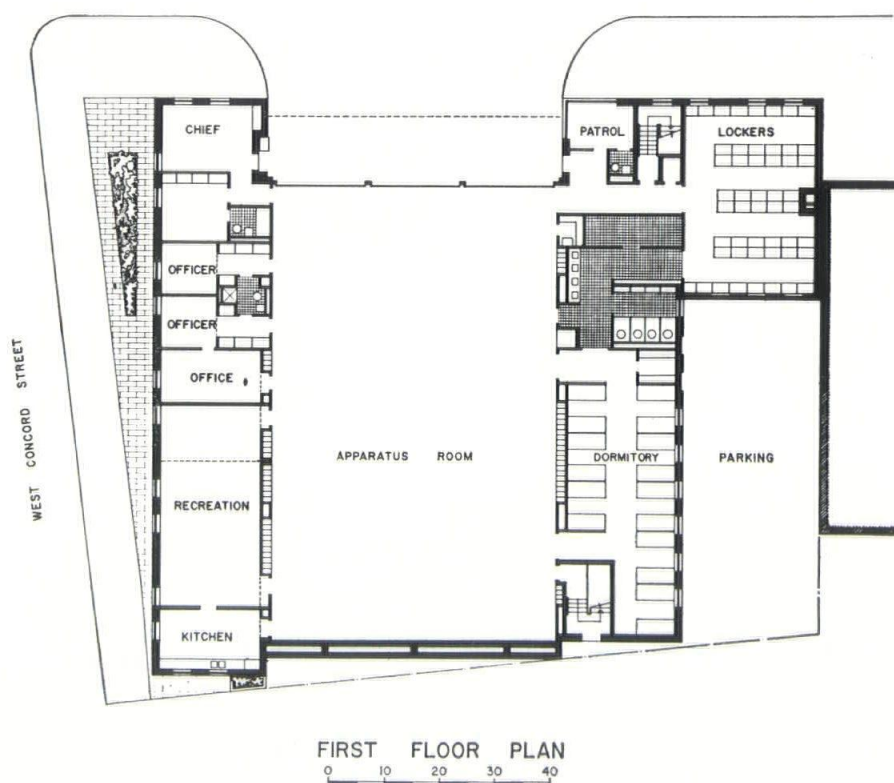 CHIEF
PATROL
LOCKERS
OFFICER
OFFICER
OFFICE
WEST CONCORD STREET
APPARATUS ROOM
DORMITORY
PARKING
RECREATION
KITCHEN
FIRST FLOOR PLAN
0 10 20 30 40